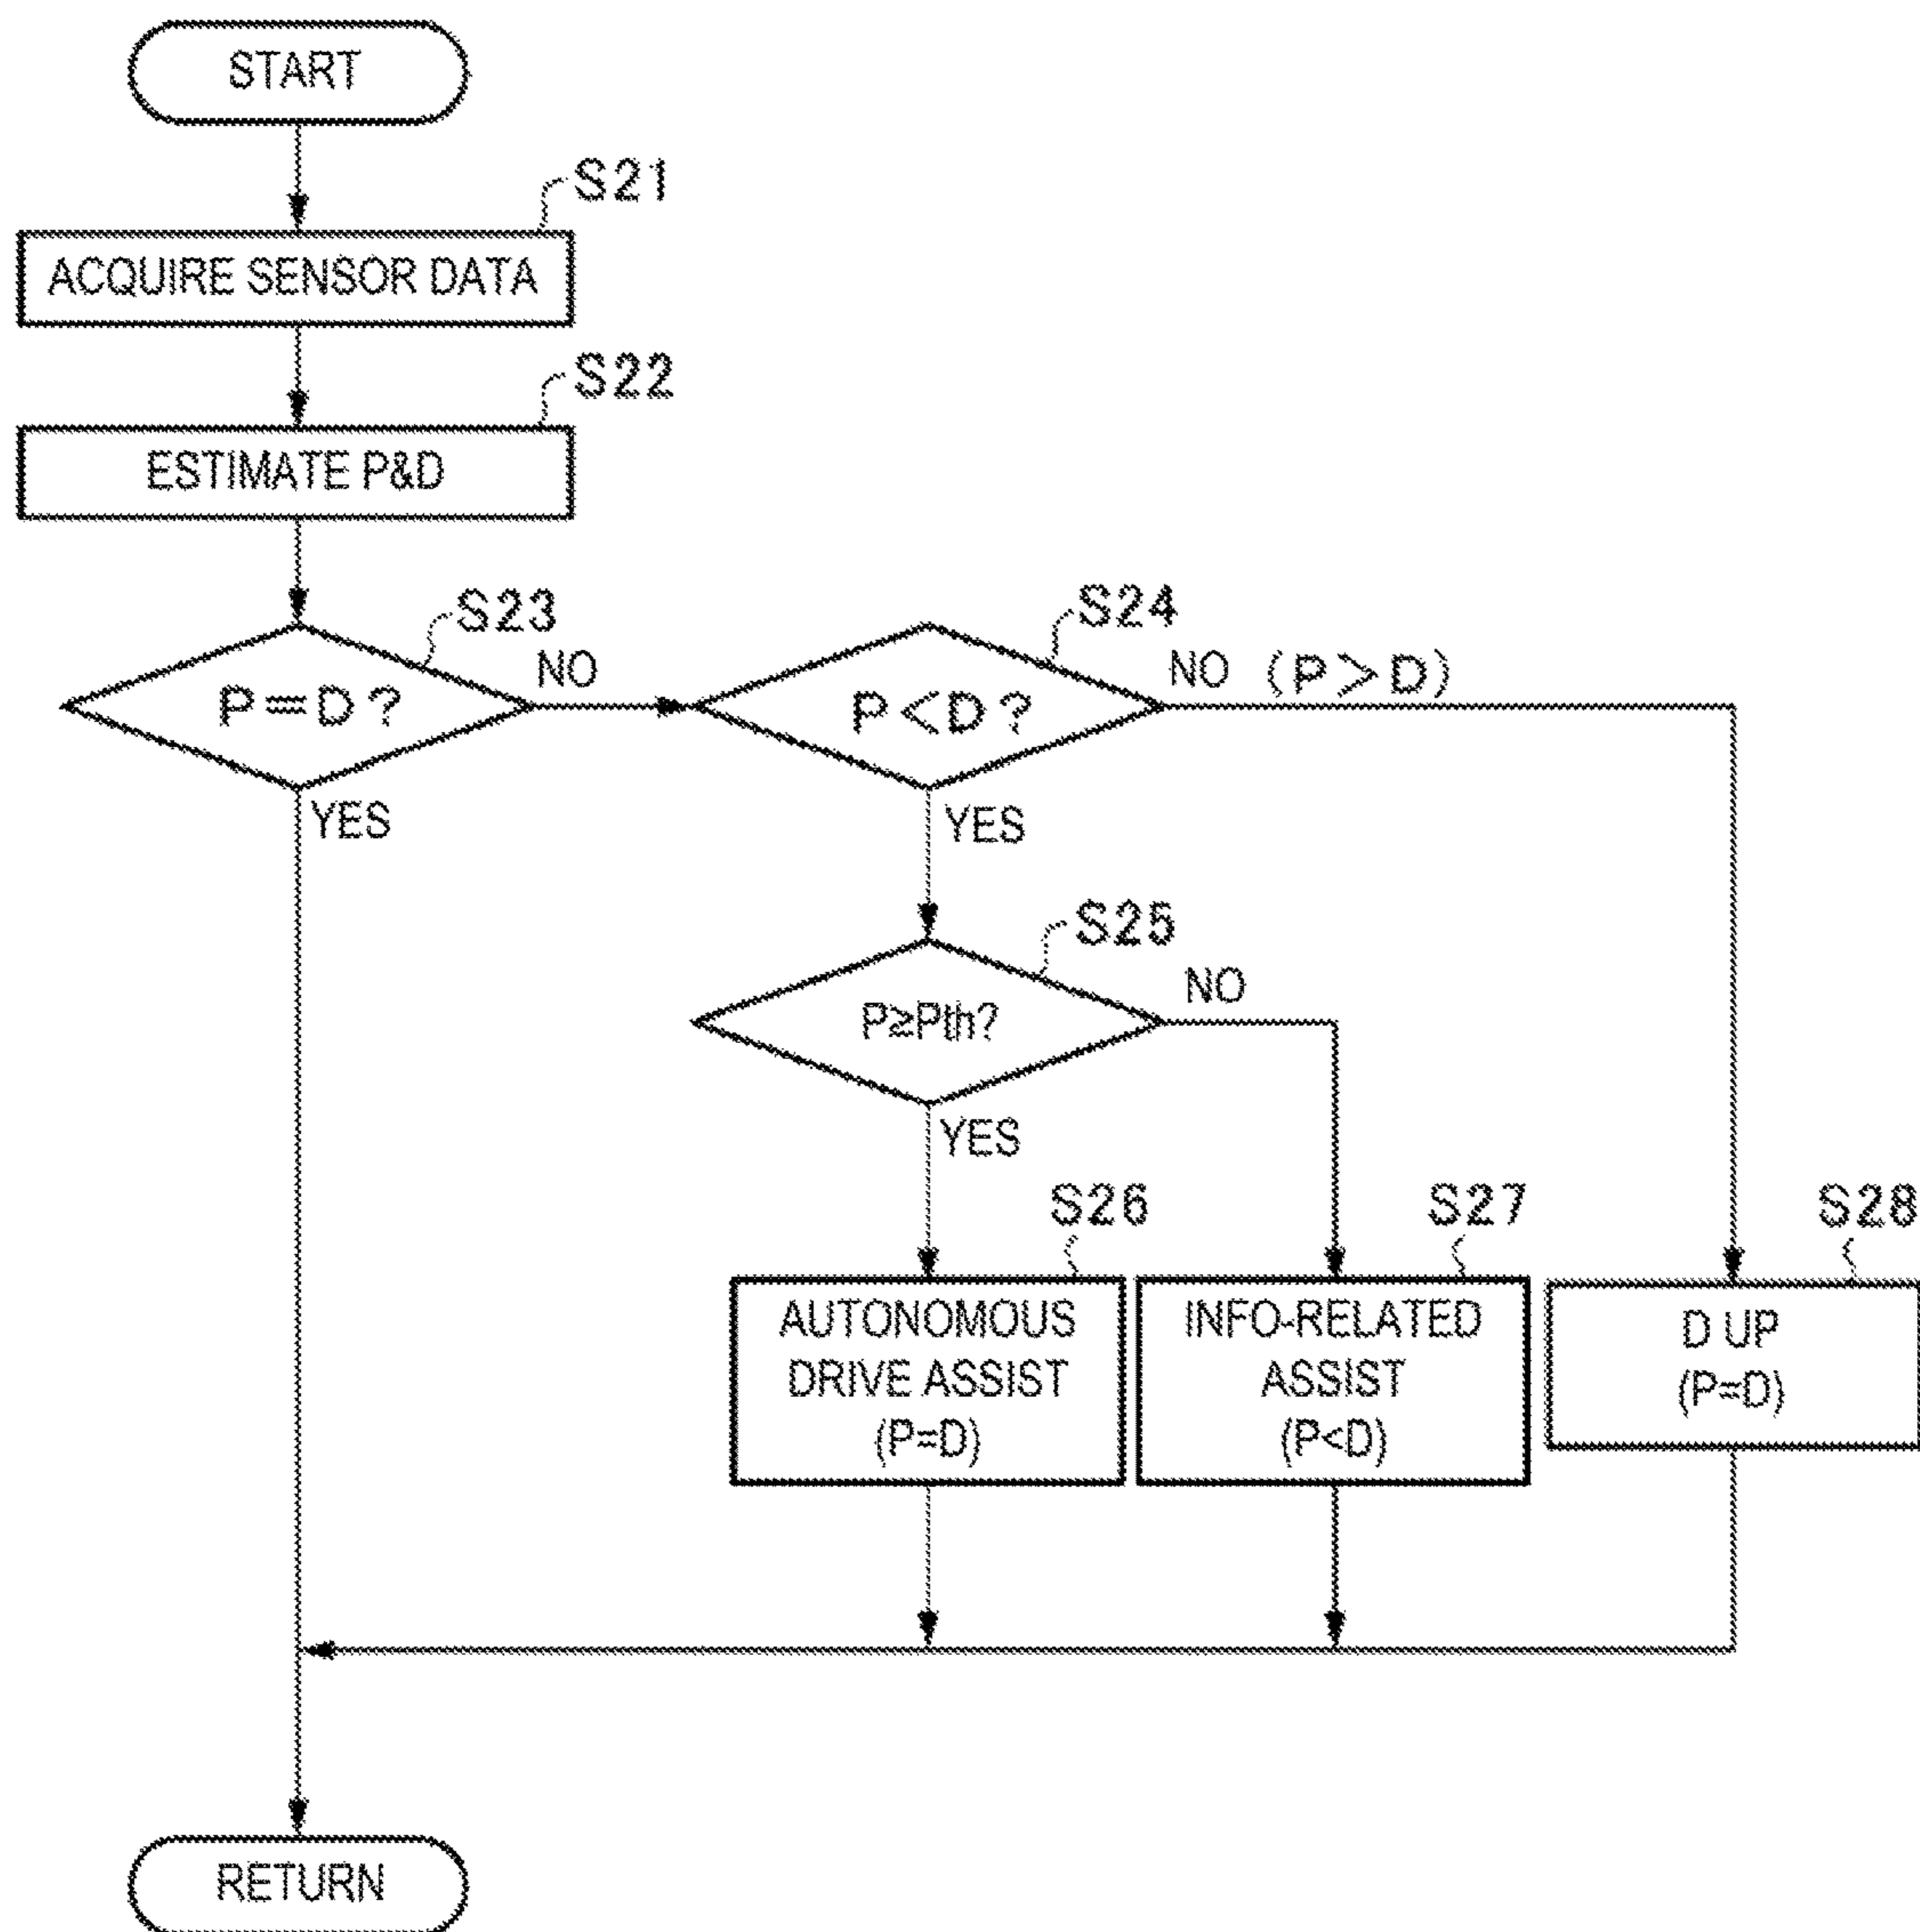 START
S21
ACQUIRE SENSOR DATA
S22
ESTIMATE P&D
S23
P=D?
NO
YES
S24
P<D?
NO (P>D)
YES
S25
P≥Pth?
NO
YES
S26
AUTONOMOUS
DRIVE ASSIST
(P=D)
S27
INFO-RELATED
ASSIST
(P<D)
S28
D UP
(P=D)
RETURN